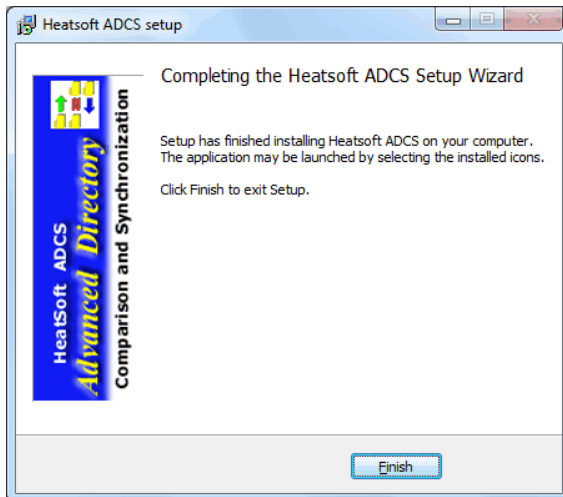 Heatsoft ADCS setup
Completing the Heatsoft ADCS Setup Wizard
Setup has finished installing Heatsoft ADCS on your computer.
The application may be launched by selecting the installed icons.
Click Finish to exit Setup.
HeatSoft ADCS
Advanced Directory
Comparison and Synchronization
Finish